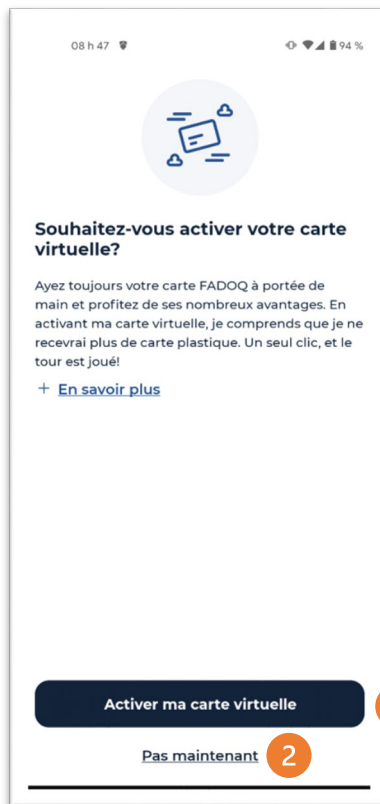 08 h 47 94 %
Souhaitez-vous activer votre carte
virtuelle?
Ayez toujours votre carte FADOQ à portée de
main et profitez de ses nombreux avantages. En
activant ma carte virtuelle, je comprends que je ne
recevrai plus de carte plastique. Un seul clic, et le
tour est joué!
+ En savoir plus
Activer ma carte virtuelle
Pas maintenant 2